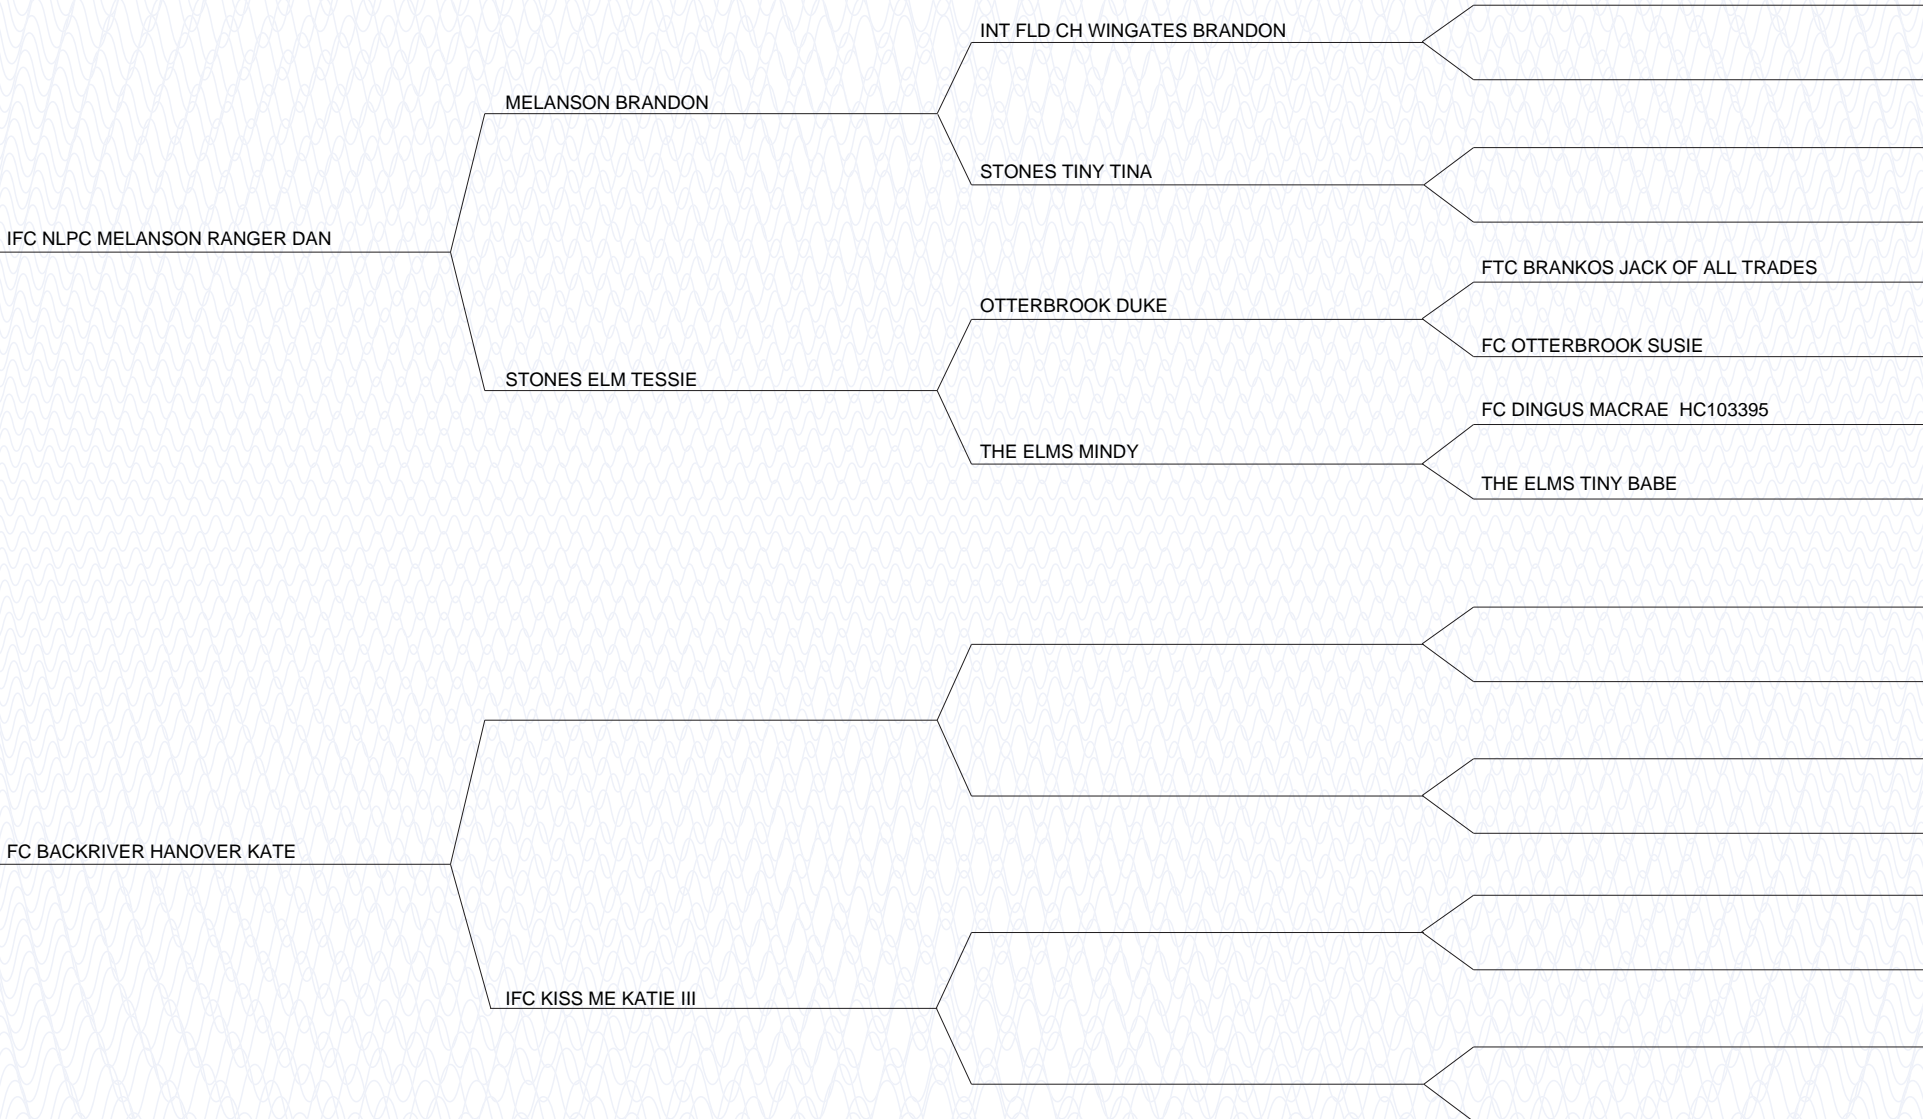 INT FLD CH WINGATES BRANDON
MELANSON BRANDON
STONES TINY TINA
IFC NLPC MELANSON RANGER DAN
FTC BRANKOS JACK OF ALL TRADES
OTTERBROOK DUKE
FC OTTERBROOK SUSIE
STONES ELM TESSIE
FC DINGUS MACRAE  HC103395
THE ELMS MINDY
THE ELMS TINY BABE
FC BACKRIVER HANOVER KATE
IFC KISS ME KATIE III